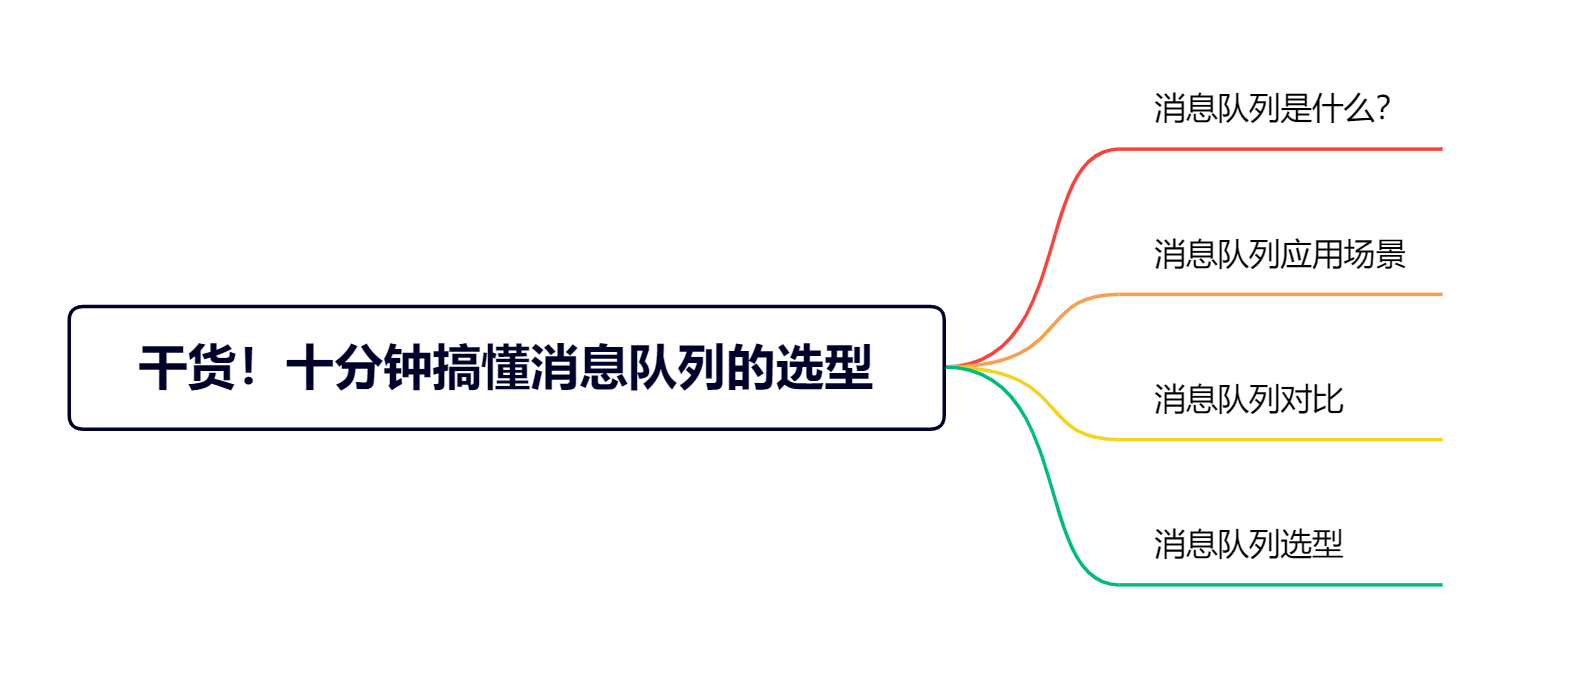 消息队列是什么？
消息队列应用场景
干货！十分钟搞懂消息队列的选型
消息队列对比
消息队列选型